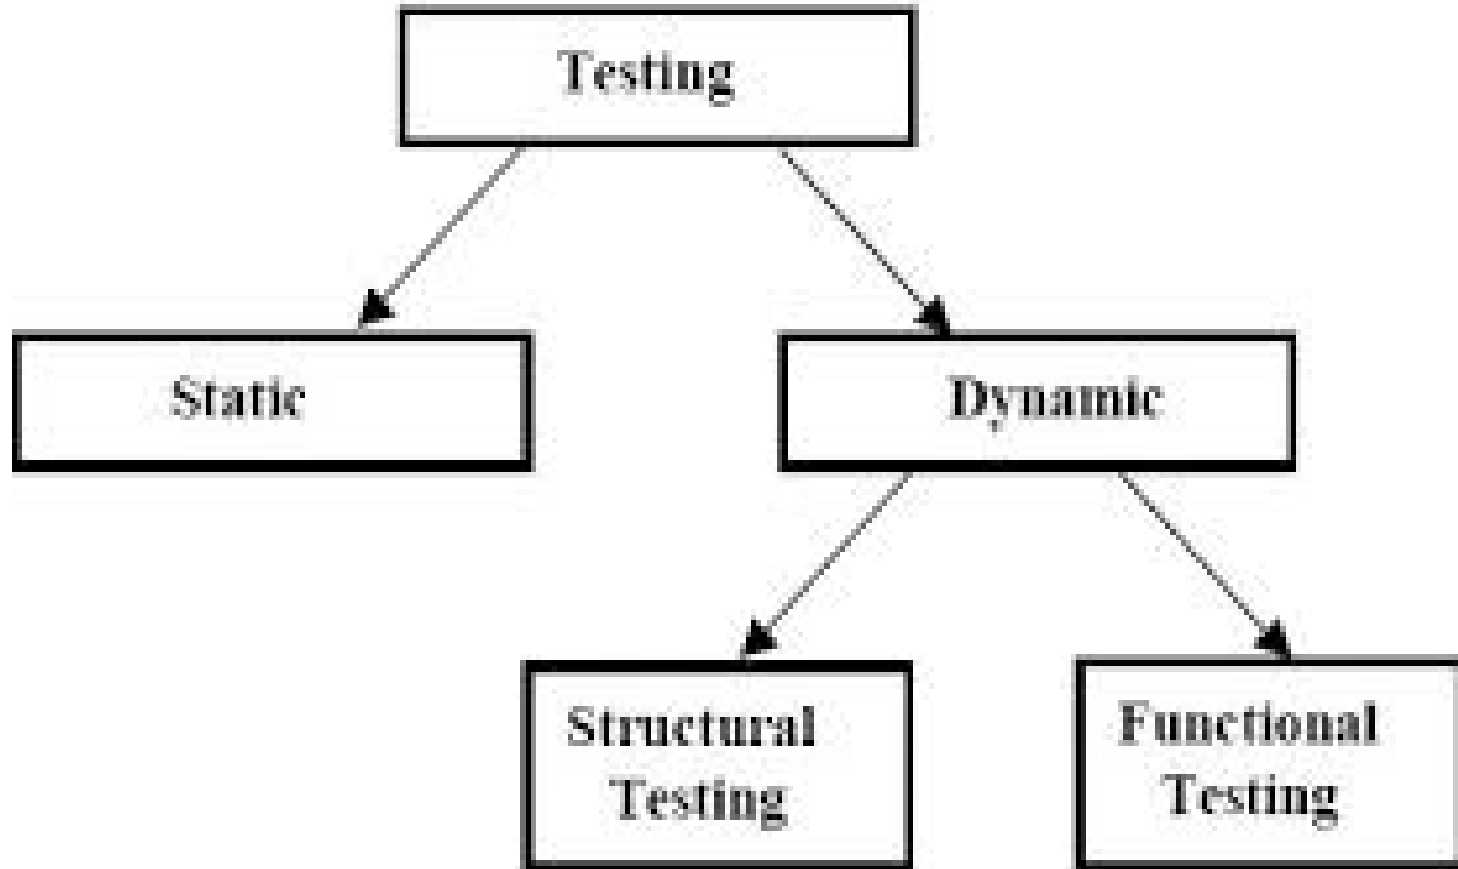 Testing
Static
Dynamic
Structural
Testing
Functional
Testing